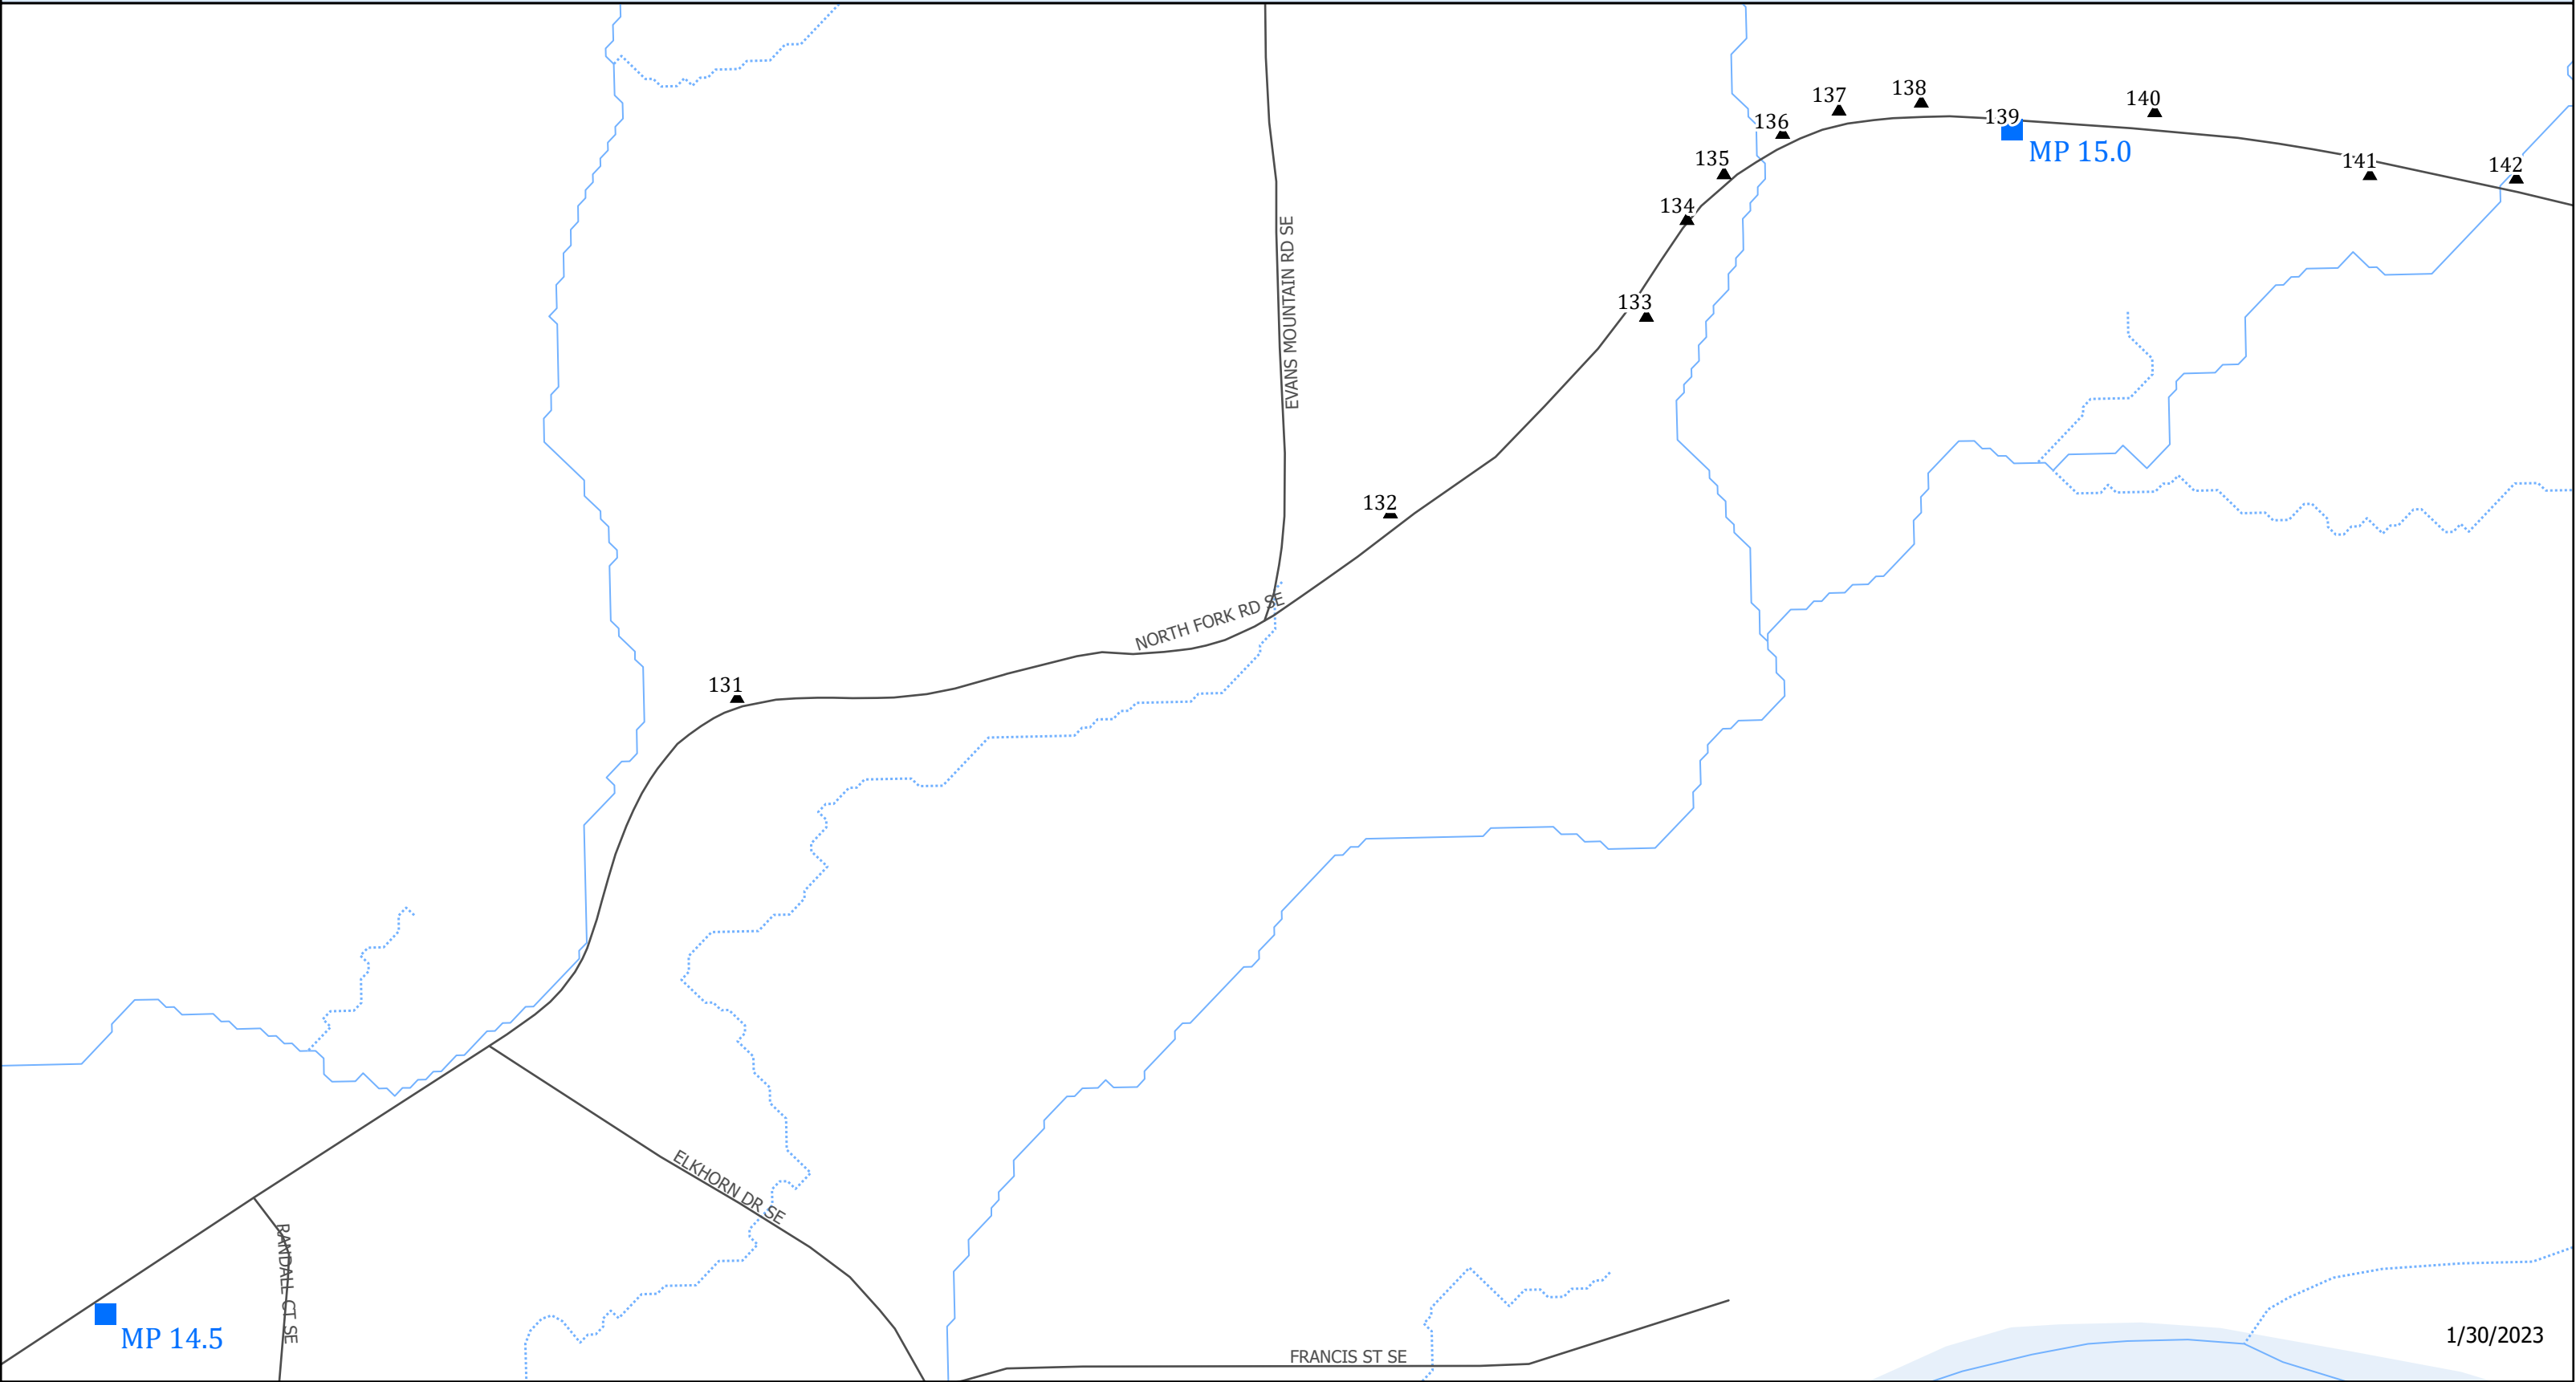 138
137
140
139
136
MP 15.0
135
141
142
134
EVANS MOUNTAIN RD SE
133
132
NORTH FORK RD SE
131
ELKHORN DR SE
RANDALL CT SE
MP 14.5
1/30/2023
FRANCIS ST SE